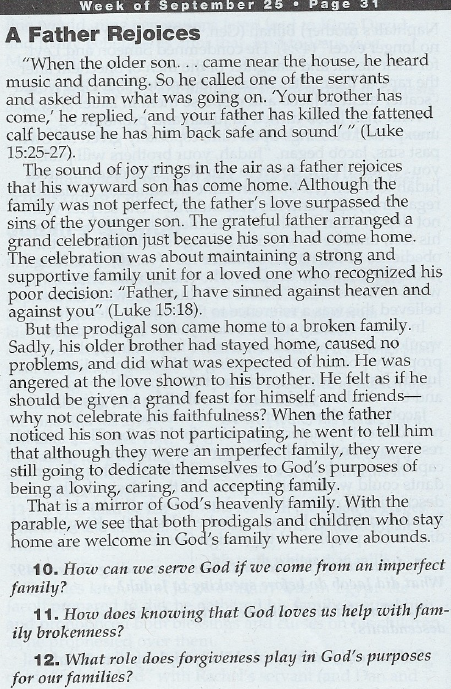 Week of September 25 • Page 31
A Father Rejoices
"When the older son. . . came near the house, he heard
music and dancing. So he called one of the servants
and asked him what was going on. 'Your brother has
come,' he replied, 'and your father has killed the fattened
calf because he has him back safe and sound' " (Luke
15:25-27).
The sound of joy rings in the air as a father rejoices
that his wayward son has come home. Although the
family was not perfect, the father's love surpassed the
sins of the younger son. The grateful father arranged a
grand celebration just because his son had come home.
The celebration was about maintaining a strong and
supportive family unit for a loved one who recognized his
poor decision: "Father, I have sinned against heaven and
against you" (Luke 15:18).
But the prodigal son came home to a broken family.
Sadly, his older brother had stayed home, caused no
problems, and did what was expected of him. He was
angered at the love shown to his brother. He felt as if he
should be given a grand feast for himself and friends—
why not celebrate his faithfulness? When the father
noticed his son was not participating, he went to tell him
that although they were an imperfect family, they were
still going to dedicate themselves to God's purposes of
being a loving, caring, and accepting family.
That is a mirror of God's heavenly family. With the
parable, we see that both prodigals and children who stay
home are welcome in God's family where love abounds.
10. How can we serve God if we come from an imperfect
family?
11. How does knowing that God loves us help with fam-
ily brokenness?
12. What role does forgiveness play in God's purposes
for our families?